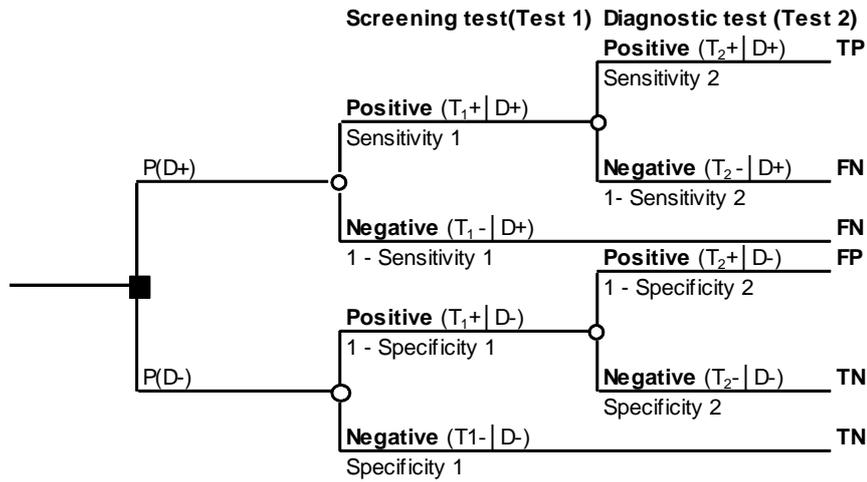 Screening test(Test 1) Diagnostic test (Test 2)
Positive (T₂+| D+) TP
Sensitivity 2
Positive (T₁+| D+)
Sensitivity 1
P(D+)
Negative (T₂ -| D+) FN
1- Sensitivity 2
Negative (T₁ -| D+) FN
1 - Sensitivity 1
Positive (T₂+| D-) FP
1 - Specificity 2
Positive (T₁+| D-)
1 - Specificity 1
P(D-)
Negative (T₂-| D-) TN
Specificity 2
Negative (T1-| D-) TN
Specificity 1